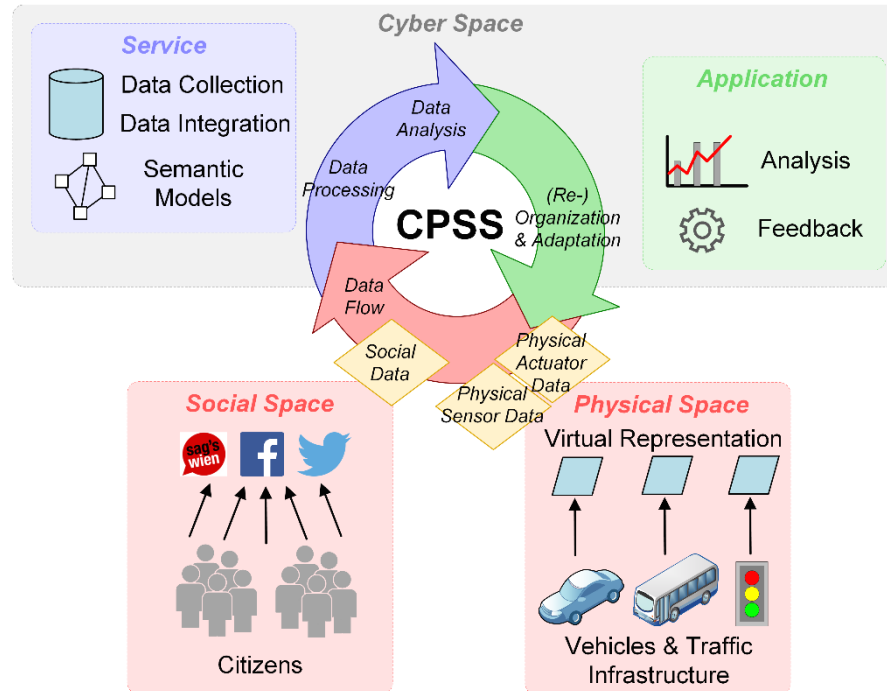 Cyber Space
Service
Data Collection
Data Integration
Semantic
Models
Application
Analysis
Feedback
Data
Analysis
Data
Processing
CPSS
(Re-)
Organization
& Adaptation
Data
Flow
Social
Data
Physical
Actuator
Data
Physical
Sensor Data
Social Space
sag's
wien
f
Citizens
Physical Space
Virtual Representation
Vehicles & Traffic
Infrastructure